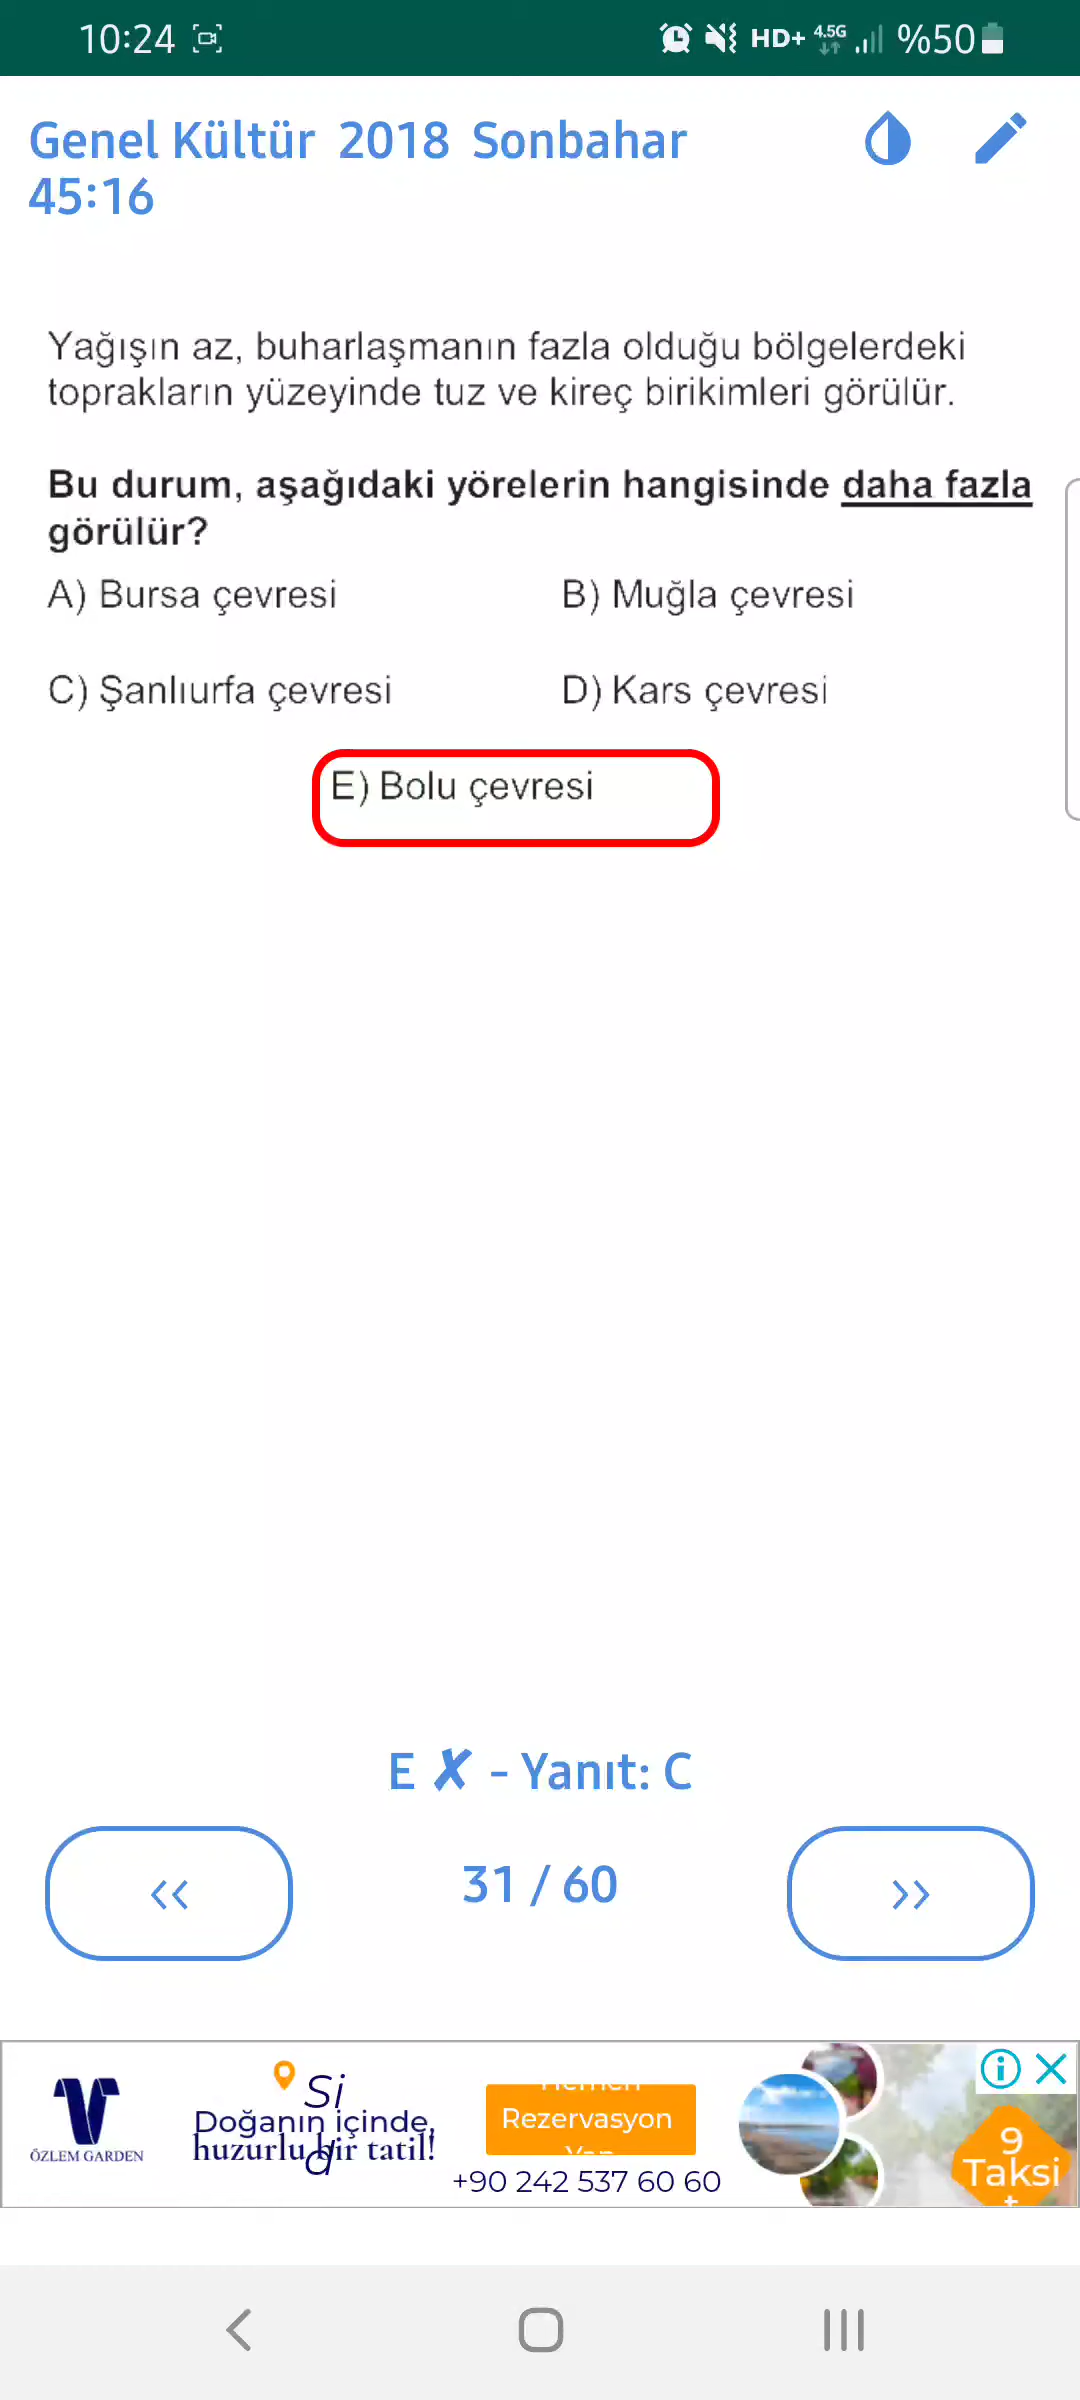 10:24 HD+ 4.5G %50
Genel Kültür 2018 Sonbahar
45:16
Yağışın az, buharlaşmanın fazla olduğu bölgelerdeki
toprakların yüzeyinde tuz ve kireç birikimleri görülür.
Bu durum, aşağıdaki yörelerin hangisinde daha fazla
görülür?
A) Bursa çevresi
B) Muğla çevresi
C) Şanlıurfa çevresi
D) Kars çevresi
E) Bolu çevresi
E ✗ - Yanıt: C
<<
31 / 60
>>
ÖZLEM GARDEN
Si
Doğanın içinde,
huzurlu bir tatil!
d
Rezervasyon
+90 242 537 60 60
9
Taksi